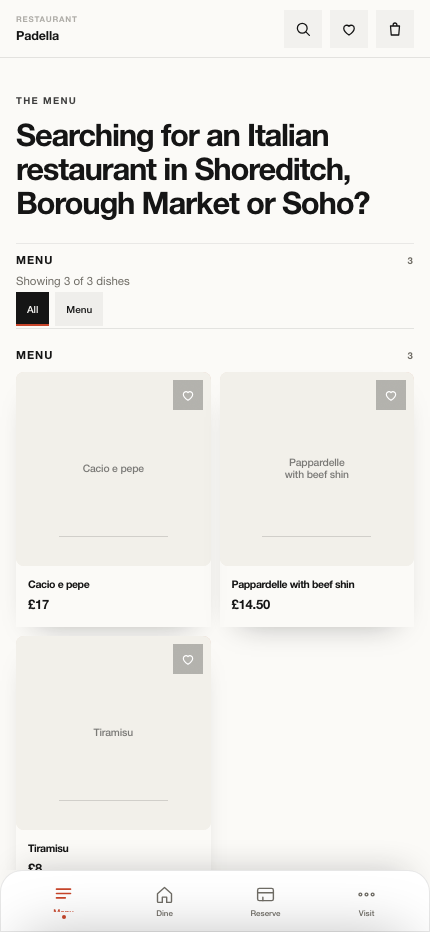 RESTAURANT
Padella
THE MENU
Searching for an Italian
restaurant in Shoreditch,
Borough Market or Soho?
MENU
3
Showing 3 of 3 dishes
All
Menu
MENU
3
Cacio e pepe
Pappardelle
with beef shin
Cacio e pepe
£17
Pappardelle with beef shin
£14.50
Tiramisu
Tiramisu
£8
Dine
Reserve
Visit